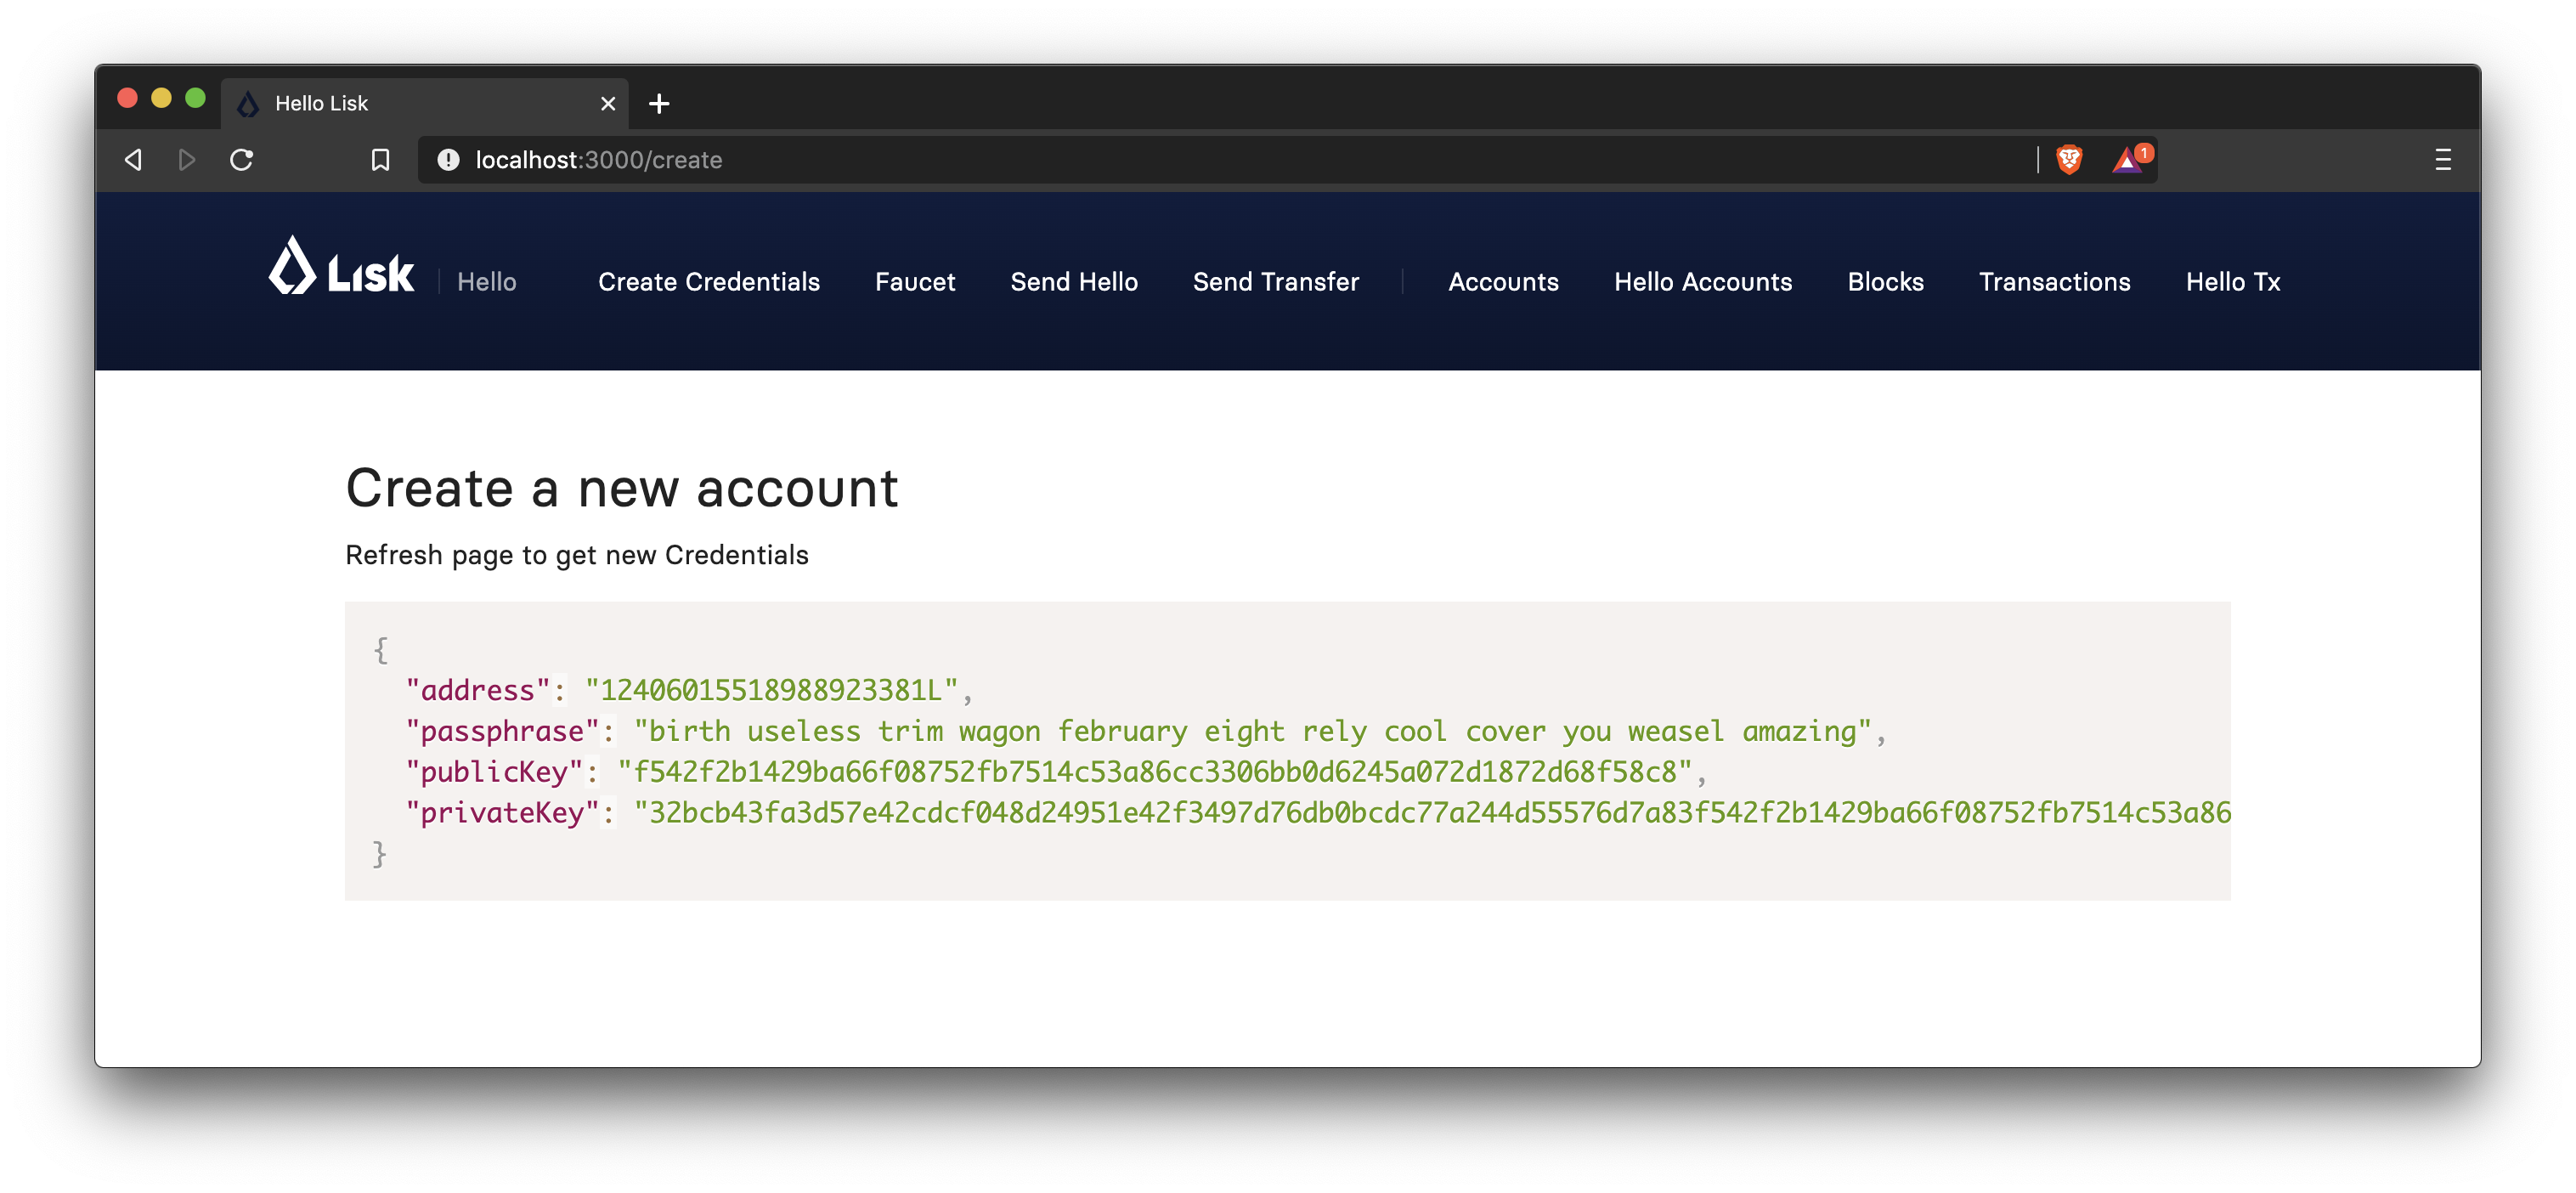 Hello Lisk
localhost:3000/create
1
Lisk Hello Create Credentials Faucet Send Hello Send Transfer Accounts Hello Accounts Blocks Transactions Hello Tx
Create a new account
Refresh page to get new Credentials
{
"address": "12406015518988923381L",
"passphrase": "birth useless trim wagon february eight rely cool cover you weasel amazing",
"publicKey": "f542f2b1429ba66f08752fb7514c53a86cc3306bb0d6245a072d1872d68f58c8",
"privateKey": "32bcb43fa3d57e42cdcf048d24951e42f3497d76db0bcdc77a244d55576d7a83f542f2b1429ba66f08752fb7514c53a86
}